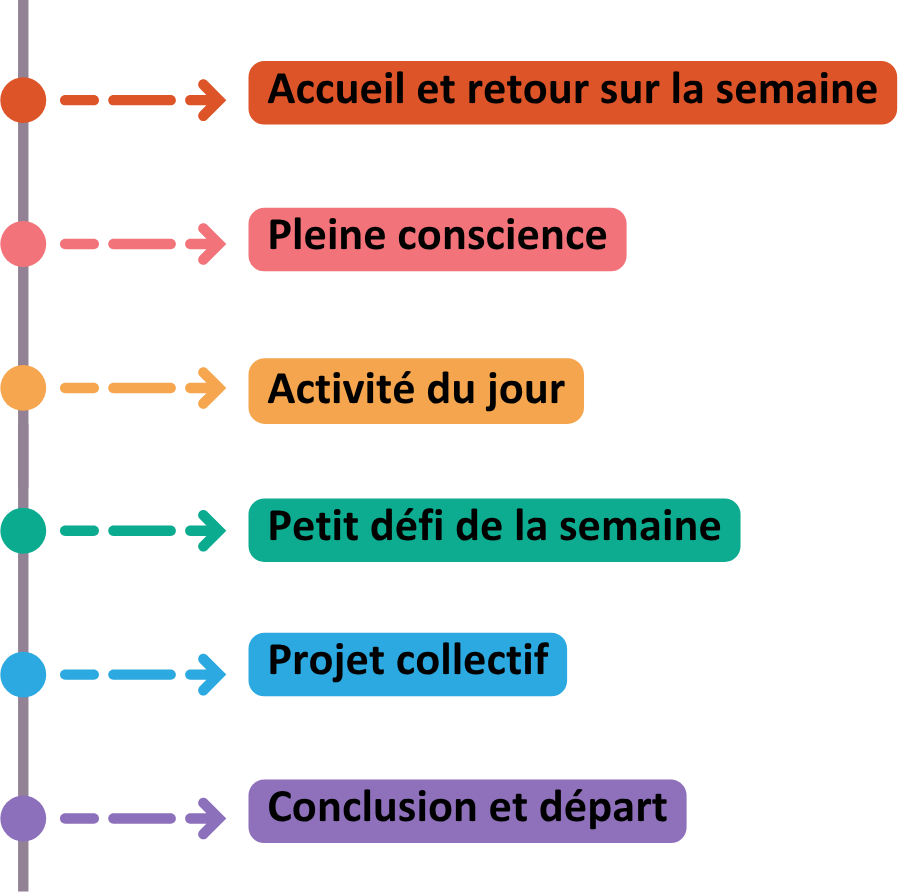 Accueil et retour sur la semaine
Pleine conscience
Activité du jour
Petit défi de la semaine
Projet collectif
Conclusion et départ